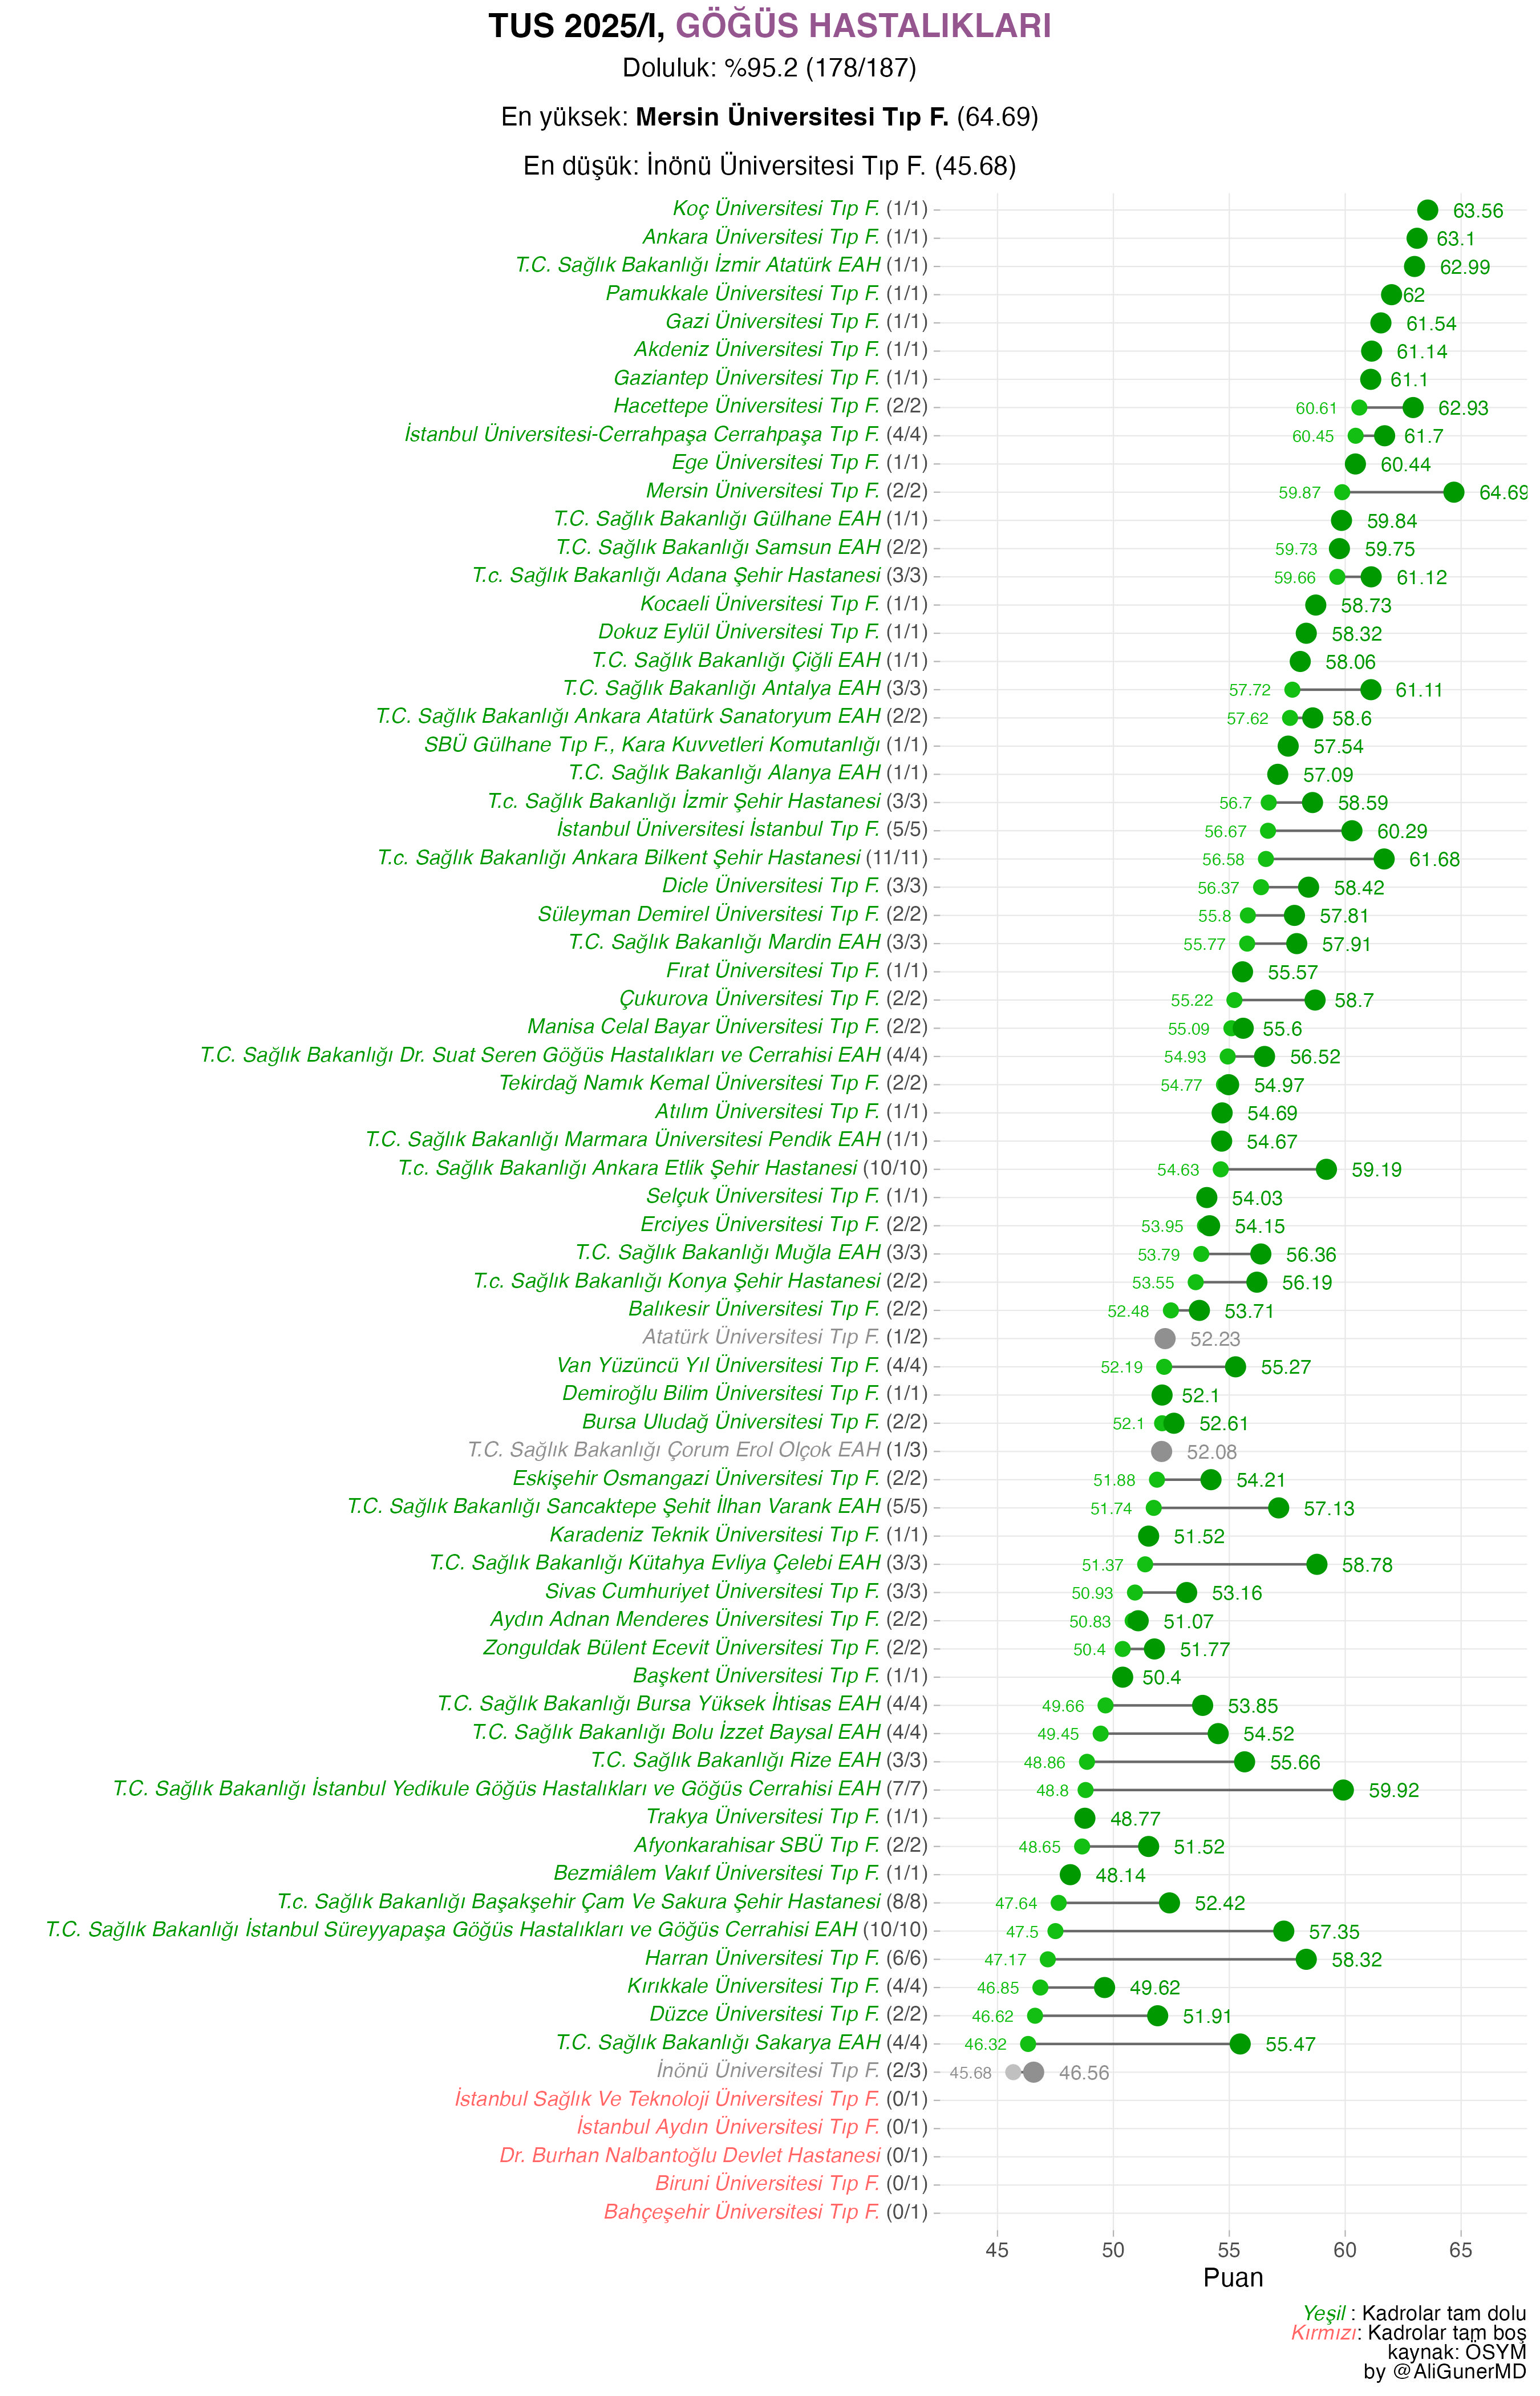 TUS 2025/I, GÖĞÜS HASTALIKLARI
Doluluk: %95.2 (178/187)
En yüksek: Mersin Üniversitesi Tıp F. (64.69)
En düşük: İnönü Üniversitesi Tıp F. (45.68)
Koç Üniversitesi Tıp F. (1/1) 63.56
Ankara Üniversitesi Tıp F. (1/1) 63.1
T.C. Sağlık Bakanlığı İzmir Atatürk EAH (1/1) 62.99
Pamukkale Üniversitesi Tıp F. (1/1) 62
Gazi Üniversitesi Tıp F. (1/1) 61.54
Akdeniz Üniversitesi Tıp F. (1/1) 61.14
Gaziantep Üniversitesi Tıp F. (1/1) 61.1
Hacettepe Üniversitesi Tıp F. (2/2) 60.61 62.93
İstanbul Üniversitesi-Cerrahpaşa Cerrahpaşa Tıp F. (4/4) 60.45 61.7
Ege Üniversitesi Tıp F. (1/1) 60.44
Mersin Üniversitesi Tıp F. (2/2) 59.87 64.69
T.C. Sağlık Bakanlığı Gülhane EAH (1/1) 59.84
T.C. Sağlık Bakanlığı Samsun EAH (2/2) 59.73 59.75
T.c. Sağlık Bakanlığı Adana Şehir Hastanesi (3/3) 59.66 61.12
Kocaeli Üniversitesi Tıp F. (1/1) 58.73
Dokuz Eylül Üniversitesi Tıp F. (1/1) 58.32
T.C. Sağlık Bakanlığı Çiğli EAH (1/1) 58.06
T.C. Sağlık Bakanlığı Antalya EAH (3/3) 57.72 61.11
T.C. Sağlık Bakanlığı Ankara Atatürk Sanatoryum EAH (2/2) 57.62 58.6
SBÜ Gülhane Tıp F., Kara Kuvvetleri Komutanlığı (1/1) 57.54
T.C. Sağlık Bakanlığı Alanya EAH (1/1) 57.09
T.c. Sağlık Bakanlığı İzmir Şehir Hastanesi (3/3) 56.7 58.59
İstanbul Üniversitesi İstanbul Tıp F. (5/5) 56.67 60.29
T.c. Sağlık Bakanlığı Ankara Bilkent Şehir Hastanesi (11/11) 56.58 61.68
Dicle Üniversitesi Tıp F. (3/3) 56.37 58.42
Süleyman Demirel Üniversitesi Tıp F. (2/2) 55.8 57.81
T.C. Sağlık Bakanlığı Mardin EAH (3/3) 55.77 57.91
Fırat Üniversitesi Tıp F. (1/1) 55.57
Çukurova Üniversitesi Tıp F. (2/2) 55.22 58.7
Manisa Celal Bayar Üniversitesi Tıp F. (2/2) 55.09 55.6
T.C. Sağlık Bakanlığı Dr. Suat Seren Göğüs Hastalıkları ve Cerrahisi EAH (4/4) 54.93 56.52
Tekirdağ Namık Kemal Üniversitesi Tıp F. (2/2) 54.77 54.97
Atılım Üniversitesi Tıp F. (1/1) 54.69
T.C. Sağlık Bakanlığı Marmara Üniversitesi Pendik EAH (1/1) 54.67
T.c. Sağlık Bakanlığı Ankara Etlik Şehir Hastanesi (10/10) 54.63 59.19
Selçuk Üniversitesi Tıp F. (1/1) 54.03
Erciyes Üniversitesi Tıp F. (2/2) 53.95 54.15
T.C. Sağlık Bakanlığı Muğla EAH (3/3) 53.79 56.36
T.c. Sağlık Bakanlığı Konya Şehir Hastanesi (2/2) 53.55 56.19
Balıkesir Üniversitesi Tıp F. (2/2) 52.48 53.71
Atatürk Üniversitesi Tıp F. (1/2) 52.23
Van Yüzüncü Yıl Üniversitesi Tıp F. (4/4) 52.19 55.27
Demiroğlu Bilim Üniversitesi Tıp F. (1/1) 52.1
Bursa Uludağ Üniversitesi Tıp F. (2/2) 52.1 52.61
T.C. Sağlık Bakanlığı Çorum Erol Olçok EAH (1/3) 52.08
Eskişehir Osmangazi Üniversitesi Tıp F. (2/2) 51.88 54.21
T.C. Sağlık Bakanlığı Sancaktepe Şehit İlhan Varank EAH (5/5) 51.74 57.13
Karadeniz Teknik Üniversitesi Tıp F. (1/1) 51.52
T.C. Sağlık Bakanlığı Kütahya Evliya Çelebi EAH (3/3) 51.37 58.78
Sivas Cumhuriyet Üniversitesi Tıp F. (3/3) 50.93 53.16
Aydın Adnan Menderes Üniversitesi Tıp F. (2/2) 50.83 51.07
Zonguldak Bülent Ecevit Üniversitesi Tıp F. (2/2) 50.4 51.77
Başkent Üniversitesi Tıp F. (1/1) 50.4
T.C. Sağlık Bakanlığı Bursa Yüksek İhtisas EAH (4/4) 49.66 53.85
T.C. Sağlık Bakanlığı Bolu İzzet Baysal EAH (4/4) 49.45 54.52
T.C. Sağlık Bakanlığı Rize EAH (3/3) 48.86 55.66
T.C. Sağlık Bakanlığı İstanbul Yedikule Göğüs Hastalıkları ve Göğüs Cerrahisi EAH (7/7) 48.8 59.92
Trakya Üniversitesi Tıp F. (1/1) 48.77
Afyonkarahisar SBÜ Tıp F. (2/2) 48.65 51.52
Bezmiâlem Vakıf Üniversitesi Tıp F. (1/1) 48.14
T.c. Sağlık Bakanlığı Başakşehir Çam Ve Sakura Şehir Hastanesi (8/8) 47.64 52.42
T.C. Sağlık Bakanlığı İstanbul Süreyyapaşa Göğüs Hastalıkları ve Göğüs Cerrahisi EAH (10/10) 47.5 57.35
Harran Üniversitesi Tıp F. (6/6) 47.17 58.32
Kırıkkale Üniversitesi Tıp F. (4/4) 46.85 49.62
Düzce Üniversitesi Tıp F. (2/2) 46.62 51.91
T.C. Sağlık Bakanlığı Sakarya EAH (4/4) 46.32 55.47
İnönü Üniversitesi Tıp F. (2/3) 45.68 46.56
İstanbul Sağlık Ve Teknoloji Üniversitesi Tıp F. (0/1)
İstanbul Aydın Üniversitesi Tıp F. (0/1)
Dr. Burhan Nalbantoğlu Devlet Hastanesi (0/1)
Biruni Üniversitesi Tıp F. (0/1)
Bahçeşehir Üniversitesi Tıp F. (0/1)
45 50 55 60 65
Puan
Yeşil : Kadrolar tam dolu
Kırmızı: Kadrolar tam boş
kaynak: ÖSYM
by @AliGunerMD